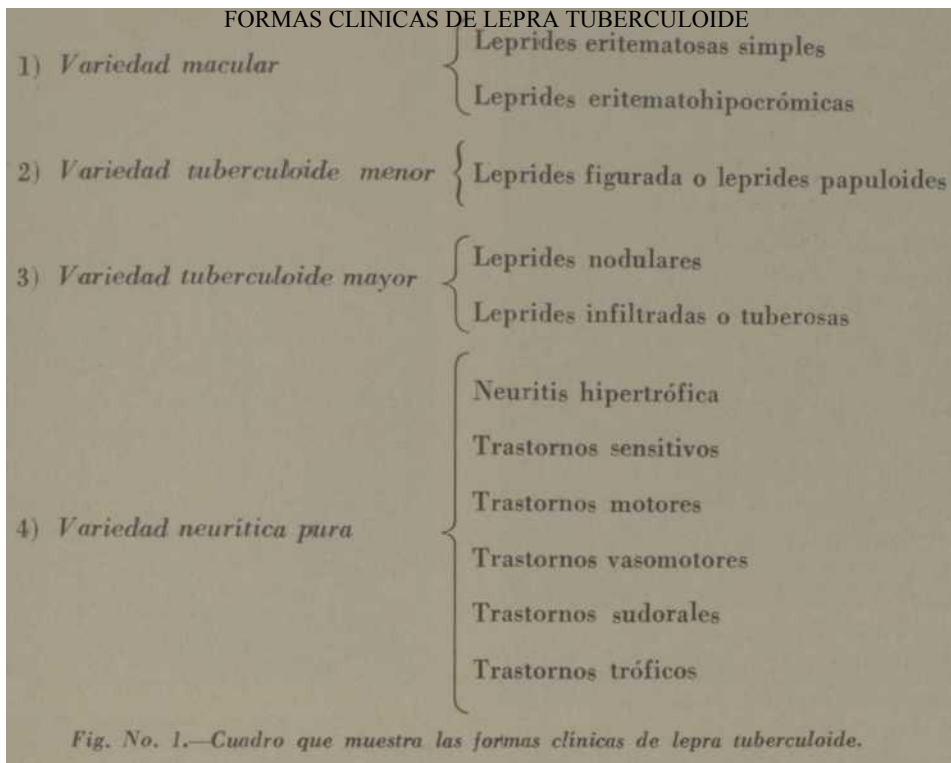 FORMAS CLINICAS DE LEPRA TUBERCULOIDE
1) Variedad macular
Leprides eritematosas simples
Leprides eritematohipocrómicas
2) Variedad tuberculoide menor
Leprides figurada o leprides papuloides
3) Variedad tuberculoide mayor
Leprides nodulares
Leprides infiltradas o tuberosas
4) Variedad neurítica pura
Neuritis hipertrófica
Trastornos sensitivos
Trastornos motores
Trastornos vasomotores
Trastornos sudorales
Trastornos tróficos
Fig. No. 1.—Cuadro que muestra las formas clínicas de lepra tuberculoide.